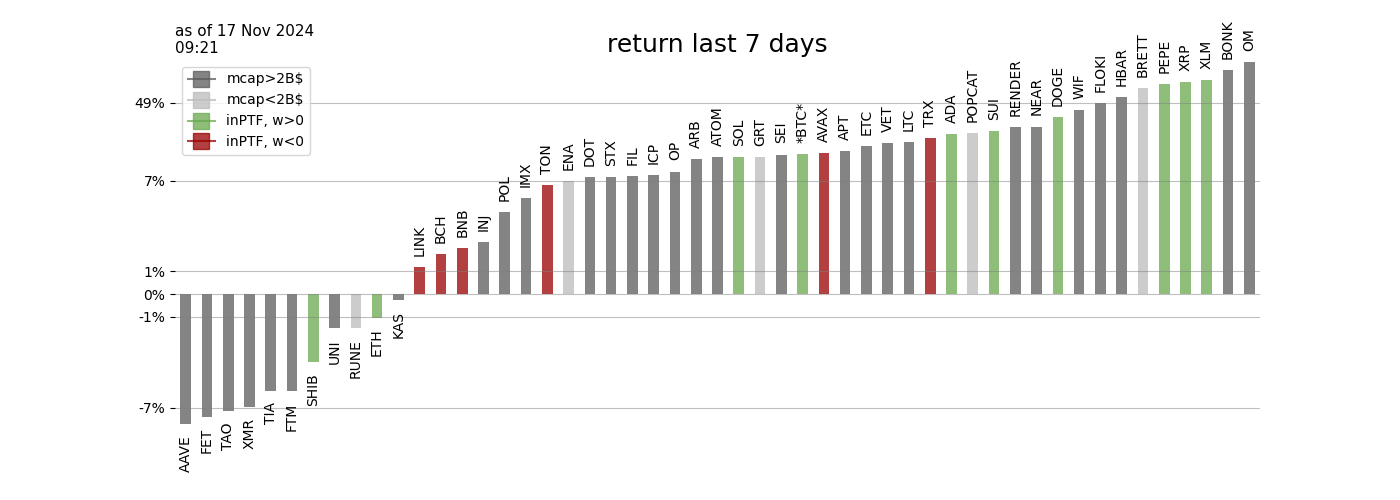 as of 17 Nov 2024
09:21
return last 7 days
mcap>2B$
mcap<2B$
inPTF, w>0
inPTF, w<0
49%
7%
1%
0%
-1%
-7%
AAVE
FET
TAO
XMR
TIA
FTM
SHIB
UNI
RUNE
ETH
KAS
LINK
BCH
BNB
INJ
POL
IMX
TON
ENA
DOT
STX
FIL
ICP
OP
ARB
ATOM
SOL
GRT
SEI
*BTC*
AVAX
APT
ETC
VET
LTC
TRX
ADA
POPCAT
SUI
RENDER
NEAR
DOGE
WIF
FLOKI
HBAR
BRETT
PEPE
XRP
XLM
BONK
OM